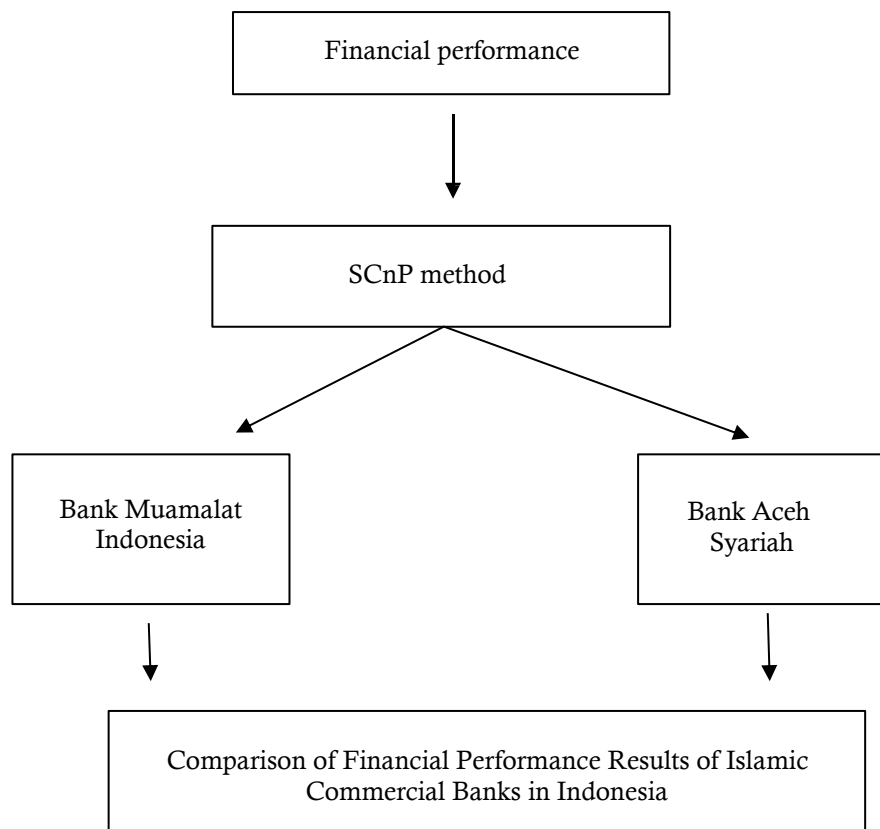 Financial performance
SCnP method
Bank Muamalat
Indonesia
Bank Aceh
Syariah
Comparison of Financial Performance Results of Islamic
Commercial Banks in Indonesia